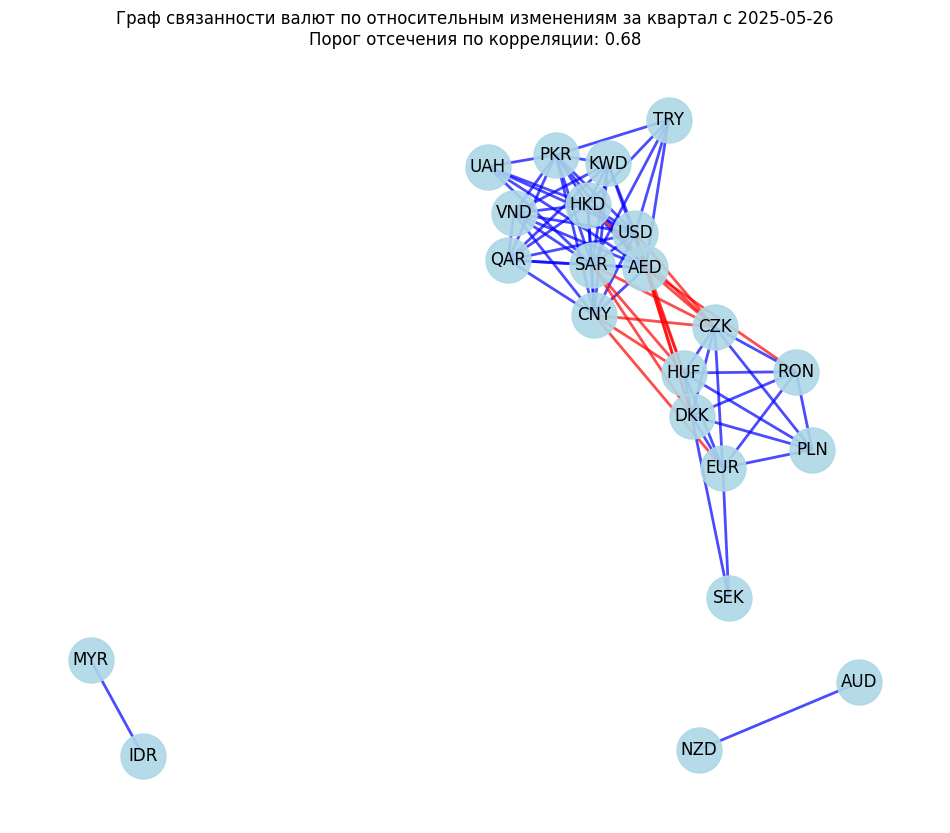 Граф связанности валют по относительным изменениям за квартал с 2025-05-26
Порог отсечения по корреляции: 0.68
TRY
PKR
KWD
UAH
HKD
VND
USD
QAR
SAR
AED
CNY
CZK
HUF
RON
DKK
PLN
EUR
SEK
MYR
AUD
NZD
IDR